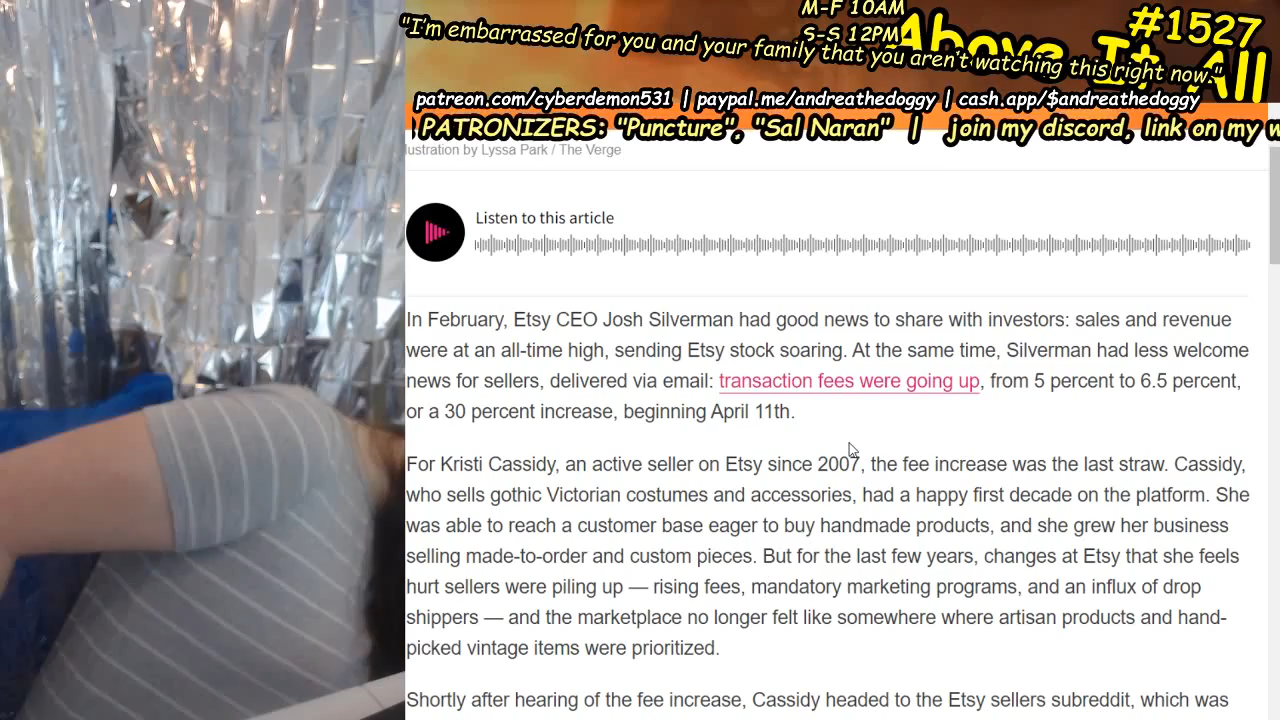 M-F 10AM
S-S 12PM
#1527
Above It All
"I'm embarrassed for you and your family that you aren't watching this right now."
patreon.com/cyberdemon531 | paypal.me/andreathedoggy | cash.app/$andreathedoggy
PATRONIZERS: "Puncture", "Sal Naran" | join my discord, link on my
lustration by Lyssa Park / The Verge
Listen to this article
In February, Etsy CEO Josh Silverman had good news to share with investors: sales and revenue
were at an all-time high, sending Etsy stock soaring. At the same time, Silverman had less welcome
news for sellers, delivered via email: transaction fees were going up, from 5 percent to 6.5 percent,
or a 30 percent increase, beginning April 11th.
For Kristi Cassidy, an active seller on Etsy since 2007, the fee increase was the last straw. Cassidy,
who sells gothic Victorian costumes and accessories, had a happy first decade on the platform. She
was able to reach a customer base eager to buy handmade products, and she grew her business
selling made-to-order and custom pieces. But for the last few years, changes at Etsy that she feels
hurt sellers were piling up — rising fees, mandatory marketing programs, and an influx of drop
shippers — and the marketplace no longer felt like somewhere where artisan products and hand-
picked vintage items were prioritized.
Shortly after hearing of the fee increase, Cassidy headed to the Etsy sellers subreddit, which was